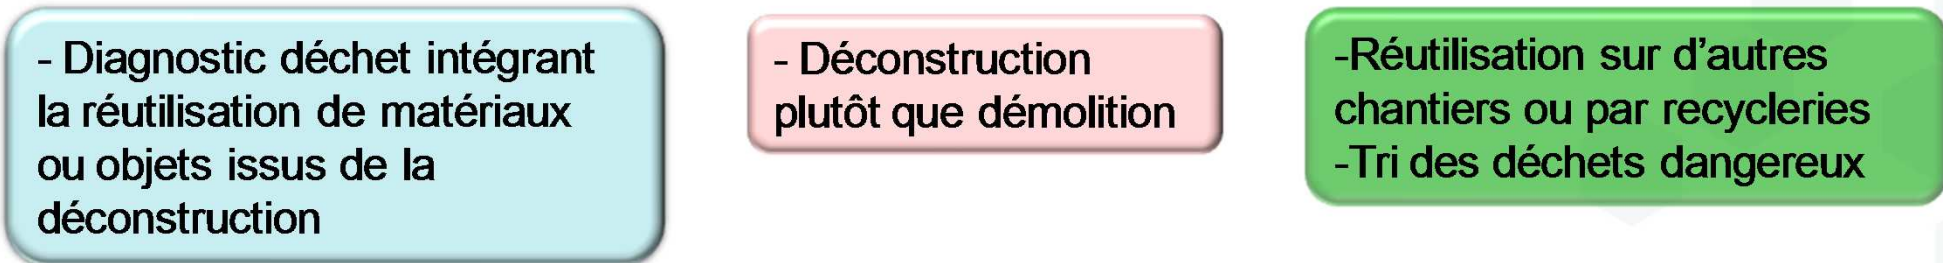 - Diagnostic déchet intégrant
la réutilisation de matériaux
ou objets issus de la
déconstruction
- Déconstruction
plutôt que démolition
-Réutilisation sur d’autres
chantiers ou par recycleries
-Tri des déchets dangereux